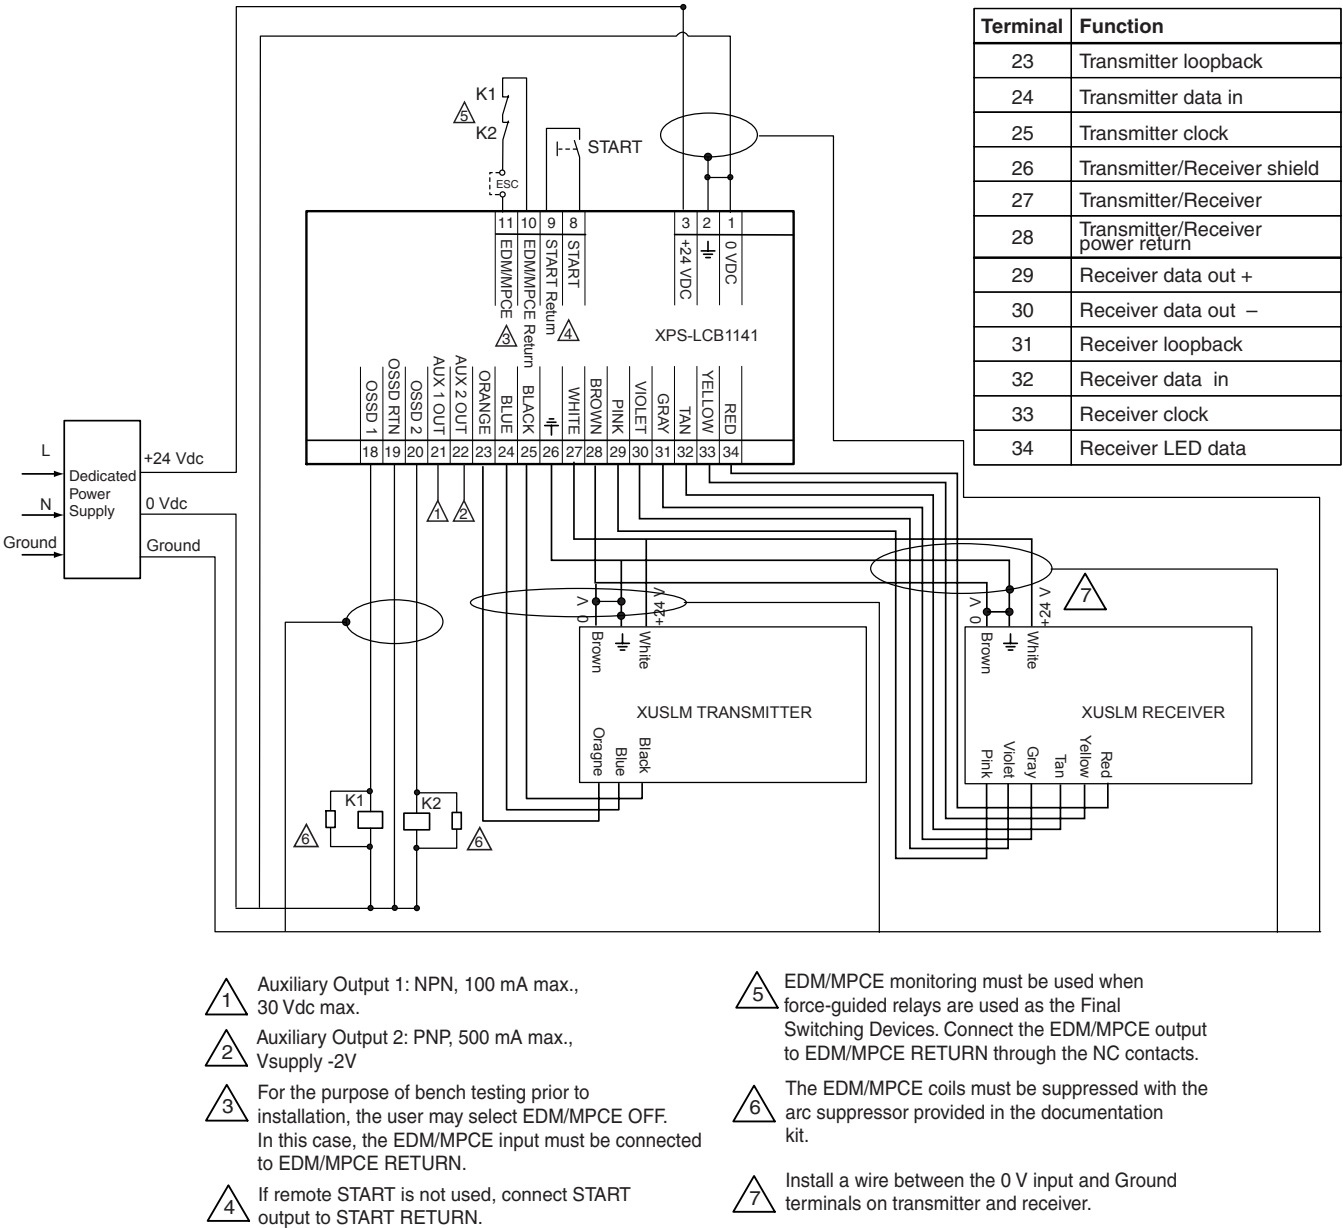 Terminal Function
23 Transmitter loopback
24 Transmitter data in
25 Transmitter clock
26 Transmitter/Receiver shield
27 Transmitter/Receiver
28 Transmitter/Receiver
power return
29 Receiver data out +
30 Receiver data out –
31 Receiver loopback
32 Receiver data in
33 Receiver clock
34 Receiver LED data
K1
5
K2
START
ESC
11 10 9 8 3 2 1
EDM/MPCE
EDM/MPCE Return
START Return
START
+24 VDC
0 VDC
3
4
XPS-LCB1141
OSSD 1
OSSD RTN
OSSD 2
AUX 1 OUT
AUX 2 OUT
ORANGE
BLUE
BLACK
WHITE
BROWN
PINK
VIOLET
GRAY
TAN
YELLOW
RED
18 19 20 21 22 23 24 25 26 27 28 29 30 31 32 33 34
1
2
L
N
Ground
Dedicated
Power
Supply
+24 Vdc
0 Vdc
Ground
7
0 V
+24 V
Brown
White
XUSLM TRANSMITTER
Oragne
Blue
Black
0 V
+24 V
Brown
White
XUSLM RECEIVER
Pink
Violet
Gray
Tan
Yellow
Red
K1
K2
6
6
1 Auxiliary Output 1: NPN, 100 mA max.,
30 Vdc max.
2 Auxiliary Output 2: PNP, 500 mA max.,
Vsupply -2V
3 For the purpose of bench testing prior to
installation, the user may select EDM/MPCE OFF.
In this case, the EDM/MPCE input must be connected
to EDM/MPCE RETURN.
4 If remote START is not used, connect START
output to START RETURN.
5 EDM/MPCE monitoring must be used when
force-guided relays are used as the Final
Switching Devices. Connect the EDM/MPCE output
to EDM/MPCE RETURN through the NC contacts.
6 The EDM/MPCE coils must be suppressed with the
arc suppressor provided in the documentation
kit.
7 Install a wire between the 0 V input and Ground
terminals on transmitter and receiver.